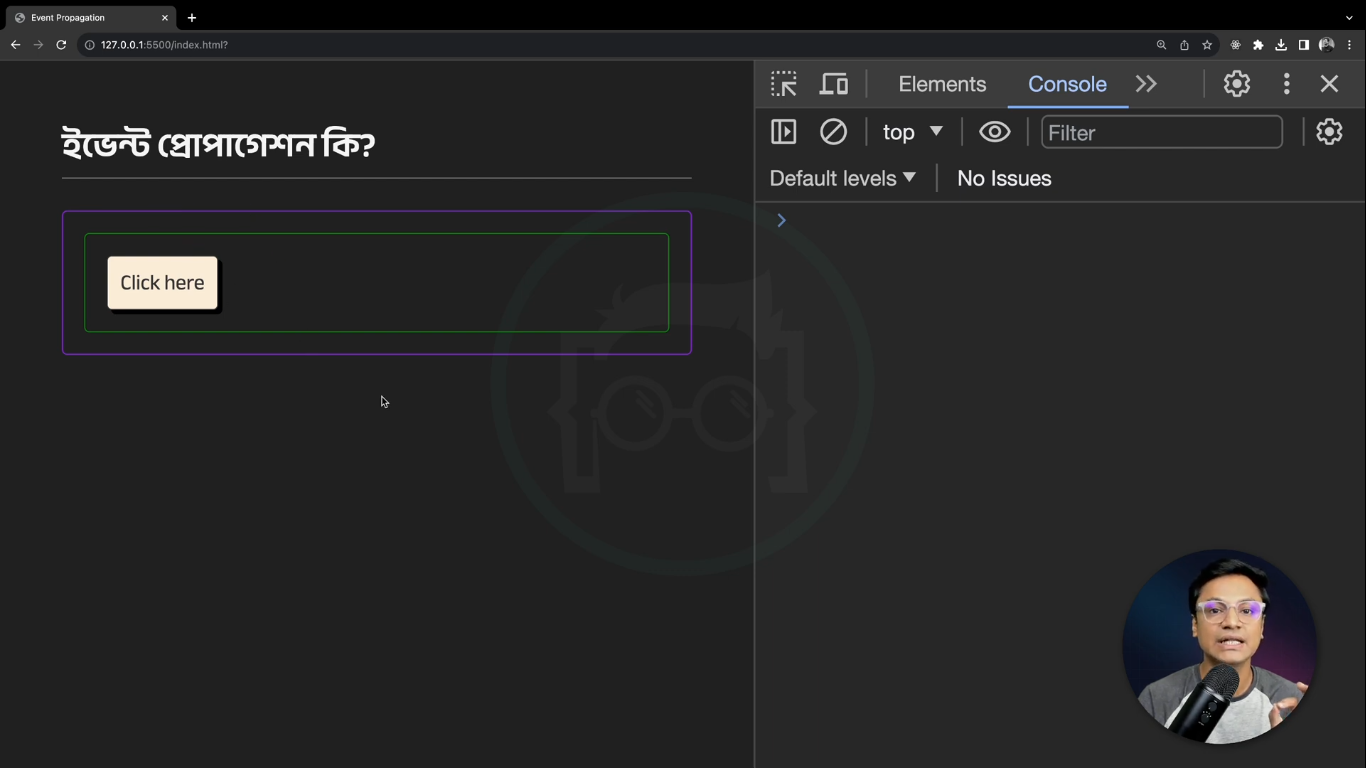 Event Propagation
127.0.0.1:5500/index.html?
Elements Console
top Filter
Default levels No Issues
ইভেন্ট প্রোপাগেশন কি?
Click here